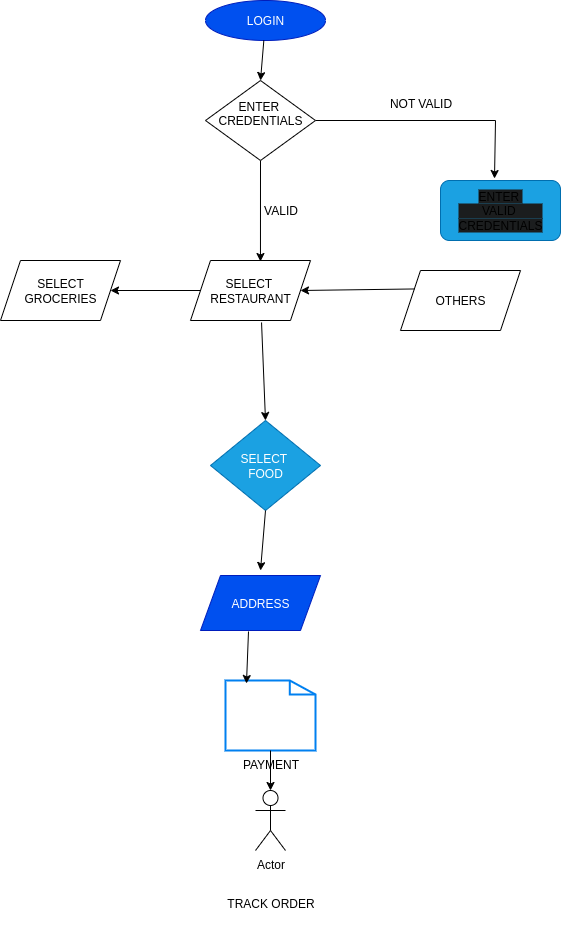 LOGIN
ENTER
CREDENTIALS
NOT VALID
ENTER
VALID
CREDENTIALS
VALID
SELECT
GROCERIES
SELECT
RESTAURANT
OTHERS
SELECT
FOOD
ADDRESS
PAYMENT
Actor
TRACK ORDER